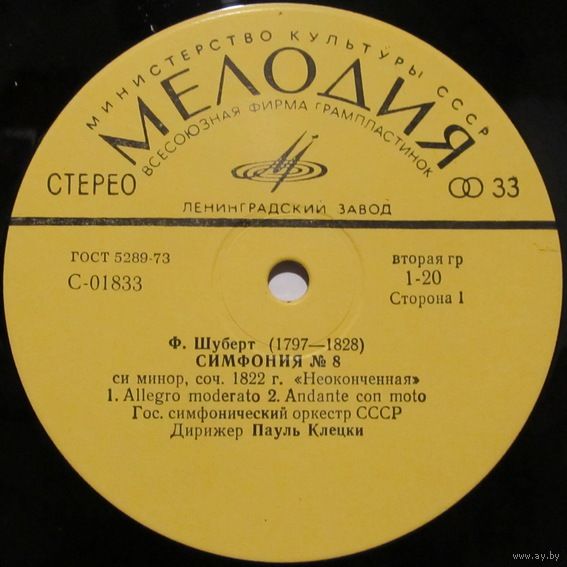 МИНИСТЕРСТВО КУЛЬТУРЫ СССР
МЕЛОДИЯ
ВСЕСОЮЗНАЯ ФИРМА ГРАМПЛАСТИНОК
СТЕРЕО
33
ЛЕНИНГРАДСКИЙ ЗАВОД
ГОСТ 5289-73
С-01833
вторая гр
1-20
Сторона 1
Ф. Шуберт (1797—1828)
СИМФОНИЯ № 8
си минор, соч. 1822 г. «Неоконченная»
1. Allegro moderato 2. Andante con moto
Гос. симфонический оркестр СССР
Дирижер Пауль Клецки
www.ay.by